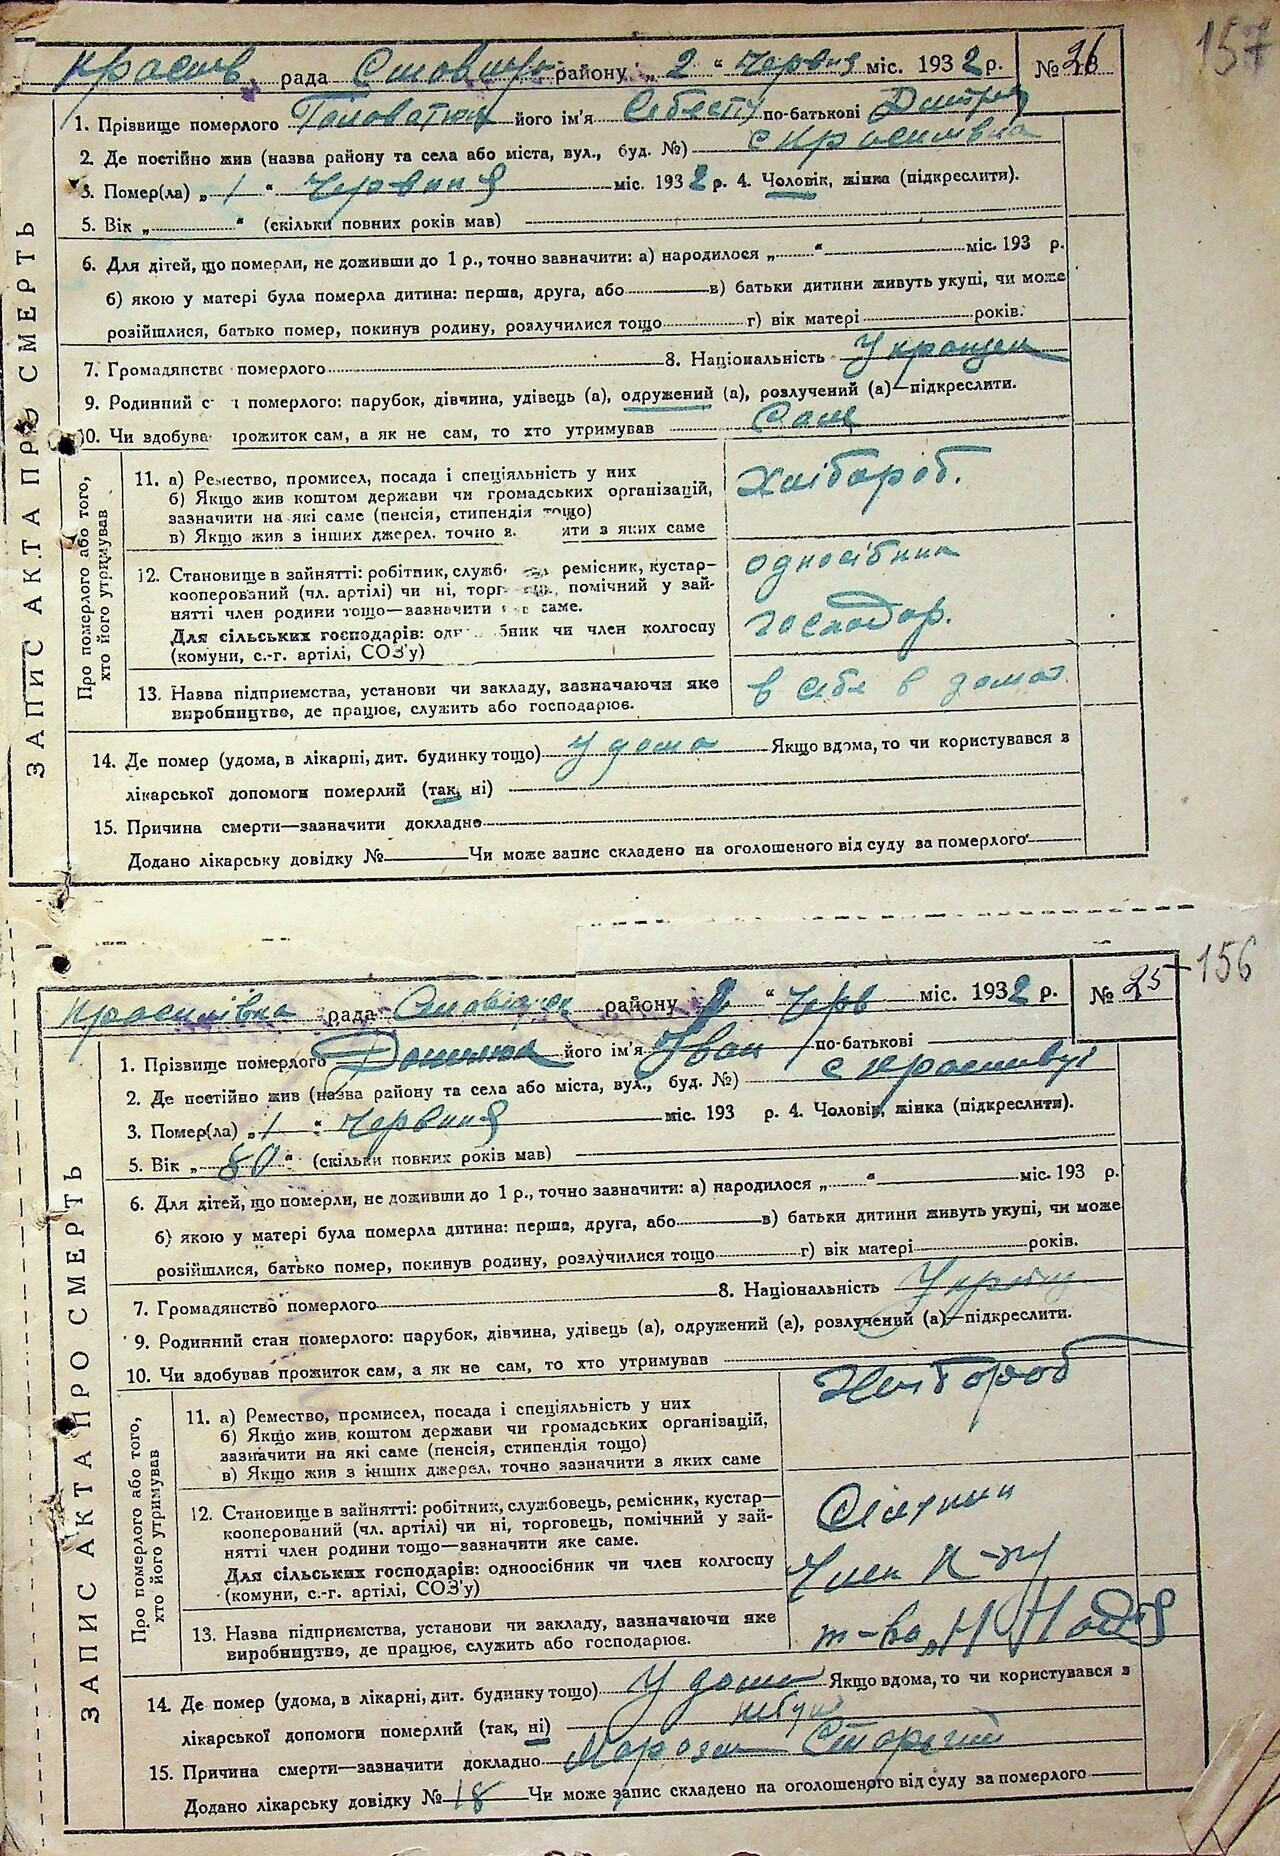 157
рада Ставищ району „ 2 “ Червня міс. 1932 р. № 26
1. Прізвище померлого його ім'я по-батькові
2. Де постійно жив (назва району та села або міста, вул., буд. №) с
3. Помер(ла) „ 1 “ Червня міс. 1932 р. 4. Чоловік, жінка (підкреслити).
5. Вік „ “ (скільки повних років мав)
6. Для дітей, що померли, не доживши до 1 р., точно зазначити: а) народилося „ “ міс. 193 р.
б) якою у матері була померла дитина: перша, друга, або в) батьки дитини живуть укупі, чи може
розійшлися, батько помер, покинув родину, розлучилися тощо г) вік матері років.
7. Громадянств померлого 8. Національність Українец
9. Родинний с померлого: парубок, дівчина, удівець (а), одружений (а), розлучений (а)—підкреслити.
10. Чи вдобува прожиток сам, а як не сам, то хто утримував Сам
ЗАПИС АКТА ПРО СМЕРТЬ
Про померлого або того,
хто його утримував
11. а) Ремество, промисел, посада і спеціяльність у них
б) Якщо жив коштом держави чи громадських організацій,
зазначити на які саме (пенсія, стипендія тощо)
в) Якщо жив з інших джерел, точно з яти з яких саме
Хлібороб.
12. Становище в зайнятті: робітник, служб ремісник, кустар—
кооперований (чл. артілі) чи ні, торг помічний у зай-
нятті член родини тощо—зазначити саме.
Для сільських господарів: од бник чи член колгоспу
(комуни, с.-г. артілі, СОЗ'у)
односібник
господар.
13. Назва підприємства, установи чи закладу, зазначаючи яке
виробництво, де працює, служить або господарює.
в себе в дома
14. Де помер (удома, в лікарні, дит. будинку тощо) у дома Якщо вдома, то чи користувався з
лікарської допомоги померлий (так, ні)
15. Причина смерти—зазначити докладно
Додано лікарську довідку № Чи може запис складено на оголошеного від суду за померлого
156
Красилівка рада району „ “ Черв міс. 1932 р. № 25
1. Прізвище померлого його ім'я Іван по-батькові
2. Де постійно жив (назва району та села або міста, вул., буд. №) с
3. Помер(ла) „ 1 “ Червня міс. 193 р. 4. Чоловік, жінка (підкреслити).
5. Вік „ 80 “ (скільки повних років мав)
6. Для дітей, що померли, не доживши до 1 р., точно зазначити: а) народилося „ “ міс. 193 р.
б) якою у матері була померла дитина: перша, друга, або в) батьки дитини живуть укупі, чи може
розійшлися, батько помер, покинув родину, розлучилися тощо г) вік матері років.
7. Громадянство померлого 8. Національність
9. Родинний стан померлого: парубок, дівчина, удівець (а), одружений (а), розлучений (а)—підкреслити.
10. Чи вдобував прожиток сам, а як не сам, то хто утримував
ЗАПИС АКТА ПРО СМЕРТЬ
Про померлого або того,
хто його утримував
11. а) Ремество, промисел, посада і спеціяльність у них
б) Якщо жив коштом держави чи громадських організацій,
зазначити на які саме (пенсія, стипендія тощо)
в) Якщо жив з інших джерел, точно зазначити з яких саме
Хлібороб
12. Становище в зайнятті: робітник, службовець, ремісник, кустар—
кооперований (чл. артілі) чи ні, торговець, помічний у зай-
нятті член родини тощо—зазначити яке саме.
Для сільських господарів: одноосібник чи член колгоспу
(комуни, с.-г. артілі, СОЗ'у)
Член
13. Назва підприємства, установи чи закладу, зазначаючи яке
виробництво, де працює, служить або господарює.
т-во „Н Надія
14. Де помер (удома, в лікарні, дит. будинку тощо) У дома Якщо вдома, то чи користувався з
лікарської допомоги померлий (так, ні)
15. Причина смерти—зазначити докладно
Додано лікарську довідку № 18 Чи може запис складено на оголошеного від суду за померлого